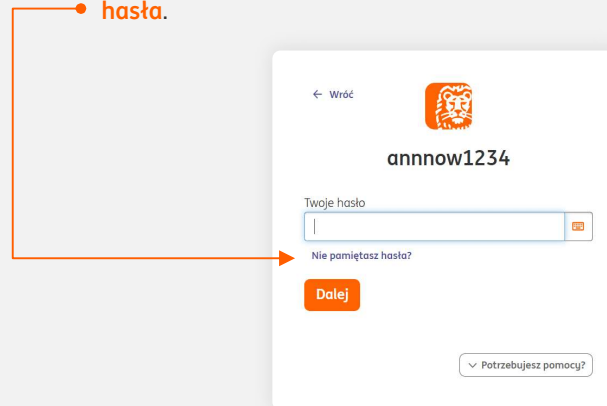 hasła.
Wróć
annnow1234
Twoje hasło
Nie pamiętasz hasła?
Dalej
Potrzebujesz pomocy?